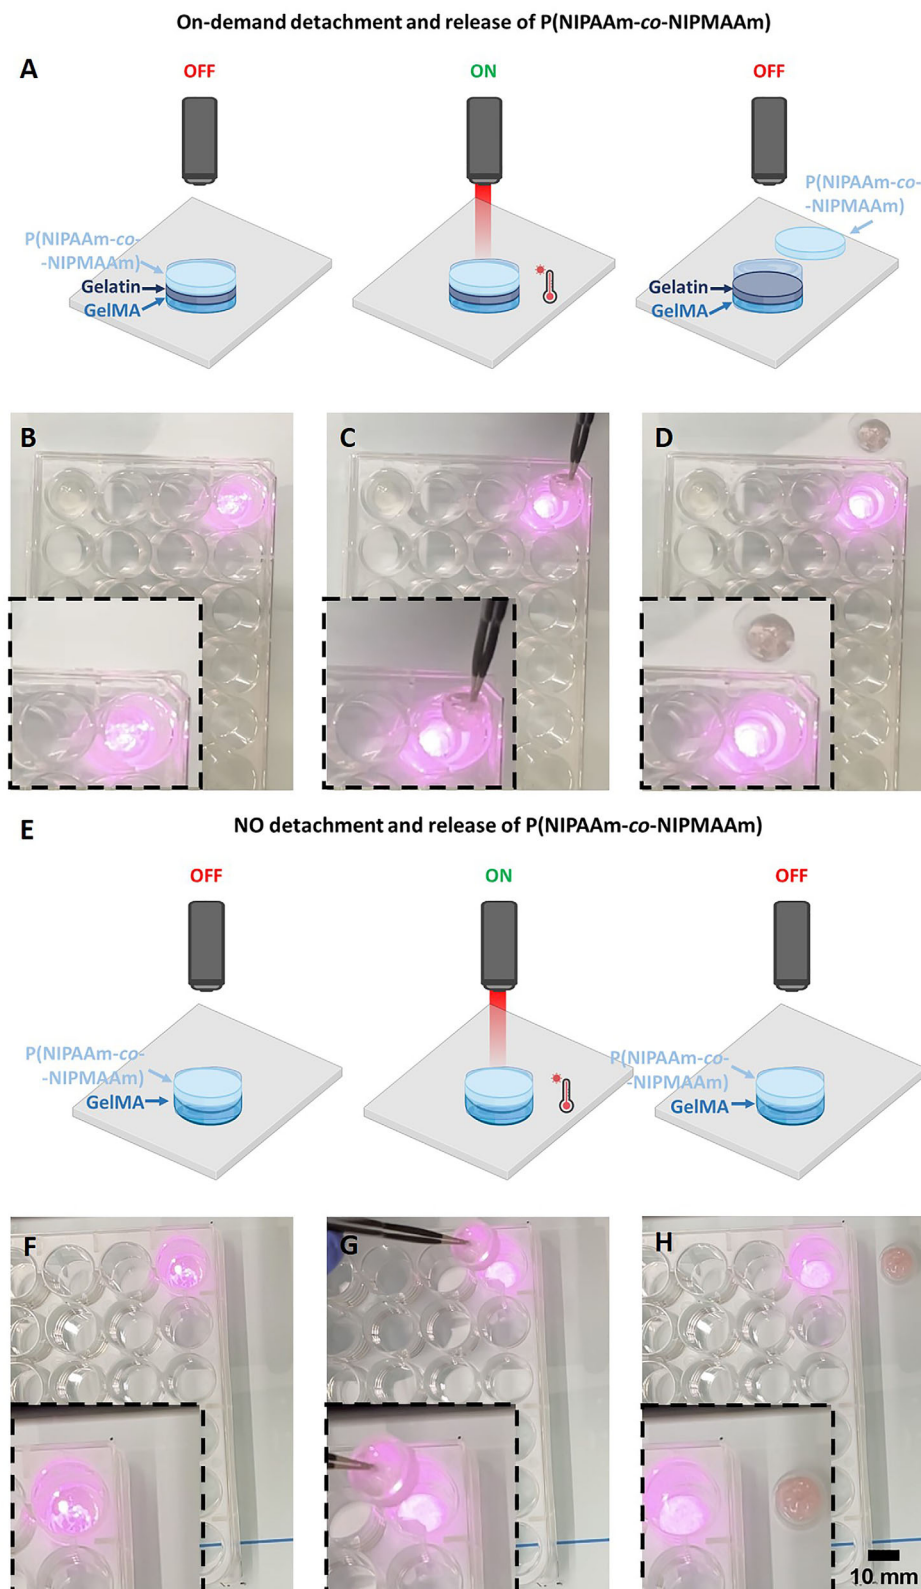 On-demand detachment and release of P(NIPAAm-co-NIPMAAm)
A
OFF
ON
OFF
P(NIPAAm-co-
-NIPMAAm)
Gelatin
GelMA
P(NIPAAm-co-
-NIPMAAm)
Gelatin
GelMA
B
C
D
E
NO detachment and release of P(NIPAAm-co-NIPMAAm)
OFF
ON
OFF
P(NIPAAm-co-
-NIPMAAm)
GelMA
P(NIPAAm-co-
-NIPMAAm)
GelMA
F
G
H
10 mm